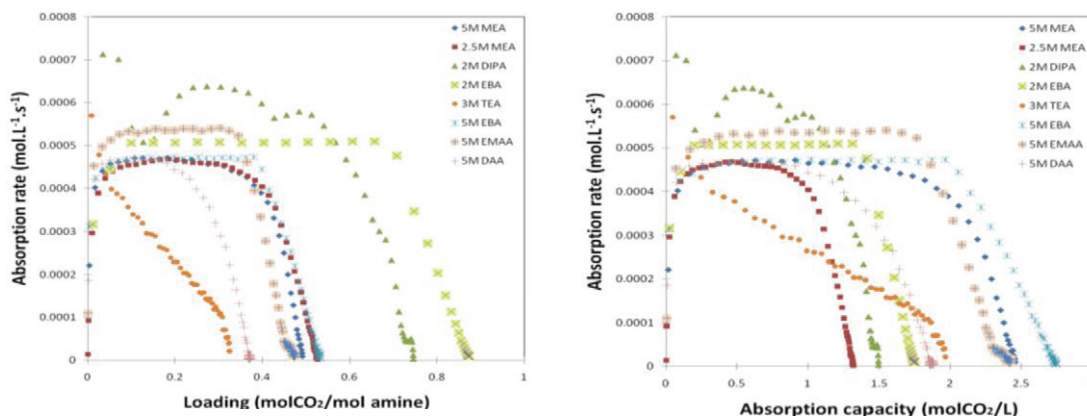 0.0008
0.0007
0.0006
0.0005
0.0004
0.0003
0.0002
0.0001
0
Absorption rate (mol.L⁻¹.s⁻¹)
5M MEA
2.5M MEA
2M DIPA
2M EBA
3M TEA
5M EBA
5M EMAA
5M DAA
0 0.2 0.4 0.6 0.8 1
Loading (molCO₂/mol amine)
0.0008
0.0007
0.0006
0.0005
0.0004
0.0003
0.0002
0.0001
0
Absorption rate (mol.L⁻¹.s⁻¹)
5M MEA
2.5M MEA
2M DIPA
2M EBA
3M TEA
5M EBA
5M EMAA
5M DAA
0 0.5 1 1.5 2 2.5
Absorption capacity (molCO₂/L)